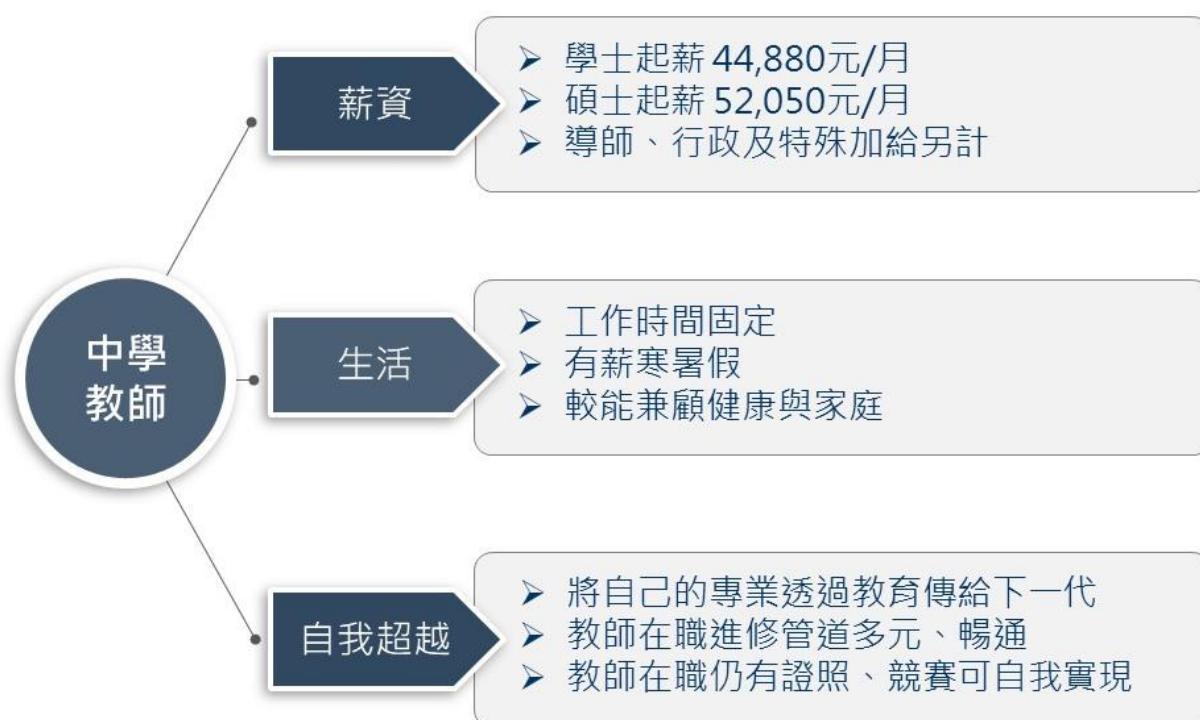 中學
教師
薪資
➢ 學士起薪 44,880元/月
➢ 碩士起薪 52,050元/月
➢ 導師、行政及特殊加給另計
生活
➢ 工作時間固定
➢ 有薪寒暑假
➢ 較能兼顧健康與家庭
自我超越
➢ 將自己的專業透過教育傳給下一代
➢ 教師在職進修管道多元、暢通
➢ 教師在職仍有證照、競賽可自我實現